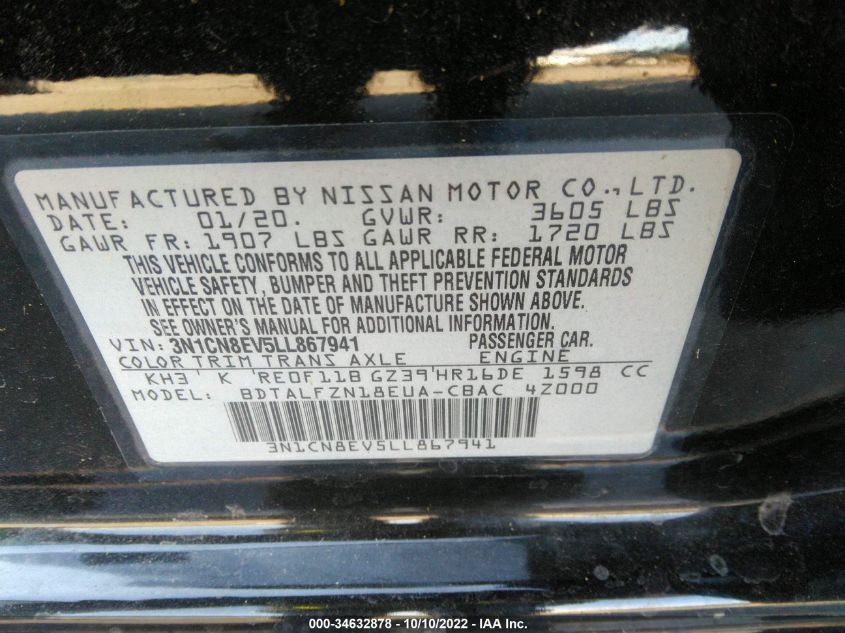 MANUFACTURED BY NISSAN MOTOR CO., LTD.
DATE: 01/20. GVWR: 3605 LBS
GAWR FR: 1907 LBS GAWR RR: 1720 LBS
THIS VEHICLE CONFORMS TO ALL APPLICABLE FEDERAL MOTOR
VEHICLE SAFETY, BUMPER AND THEFT PREVENTION STANDARDS
IN EFFECT ON THE DATE OF MANUFACTURE SHOWN ABOVE.
SEE OWNER'S MANUAL FOR ADDITIONAL INFORMATION.
VIN: 3N1CN8EV5LL867941 PASSENGER CAR.
COLOR TRIM TRANS AXLE ENGINE
KH3 K RE0F11B GZ39 HR16DE 1598 CC
MODEL: BDTALFZN18EUA-CBAC 4Z000
3N1CN8EV5LL867941
000-34632878 - 10/10/2022 - IAA Inc.